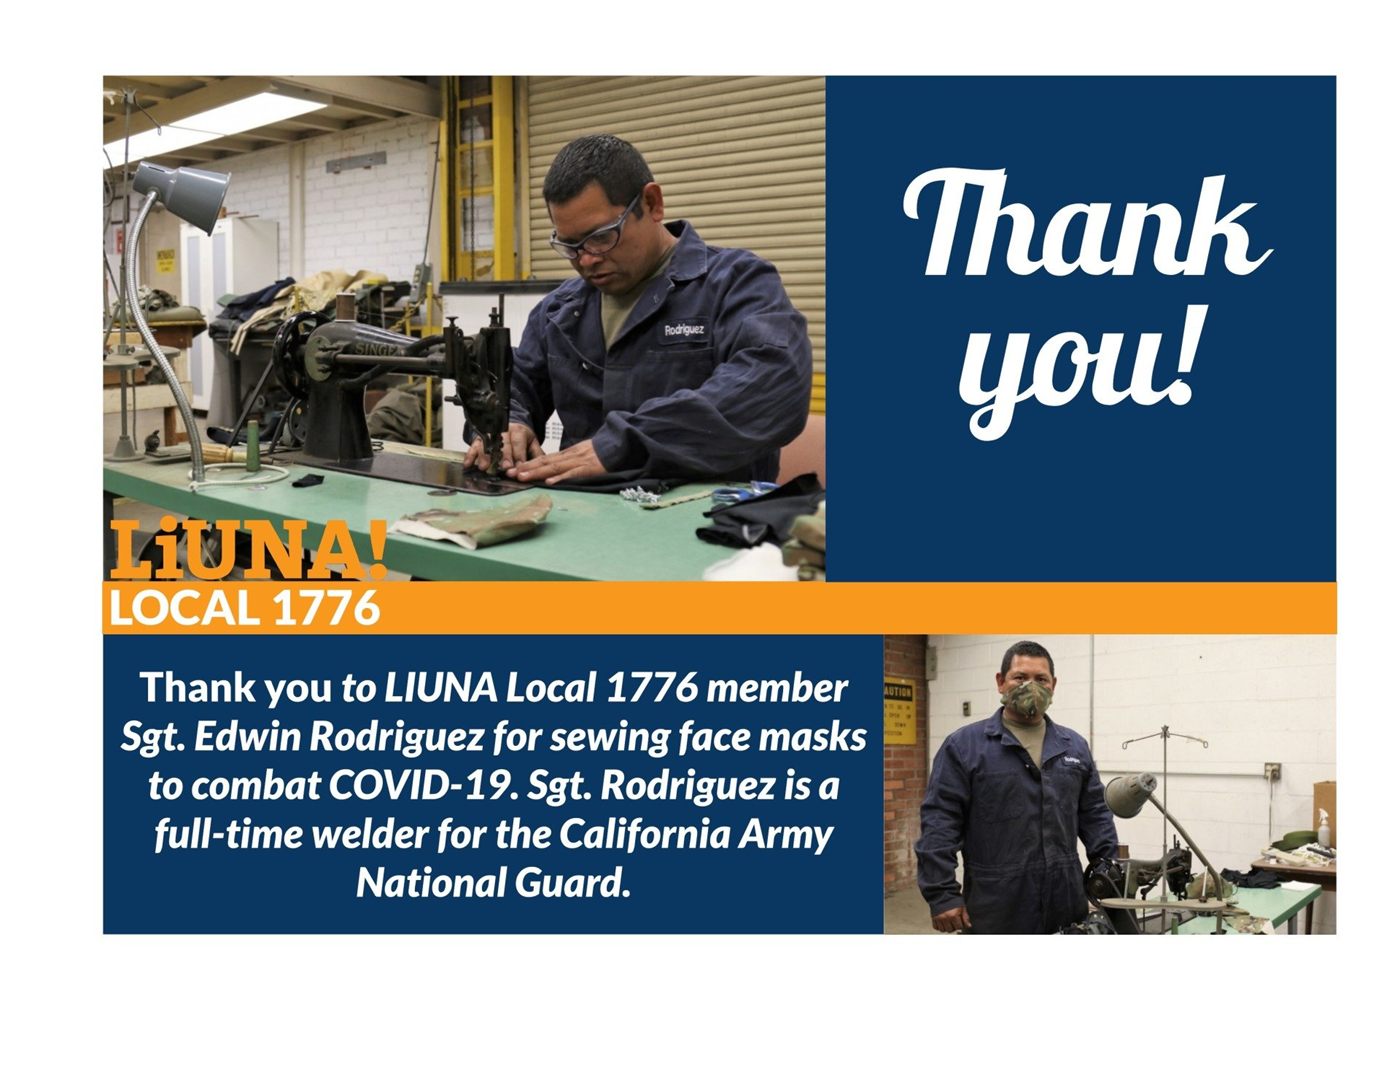 Thank
you!
SINGER
Rodriguez
LiUNA!
LOCAL 1776
Thank you to LIUNA Local 1776 member
Sgt. Edwin Rodriguez for sewing face masks
to combat COVID-19. Sgt. Rodriguez is a
full-time welder for the California Army
National Guard.
CAUTION
Rodriguez